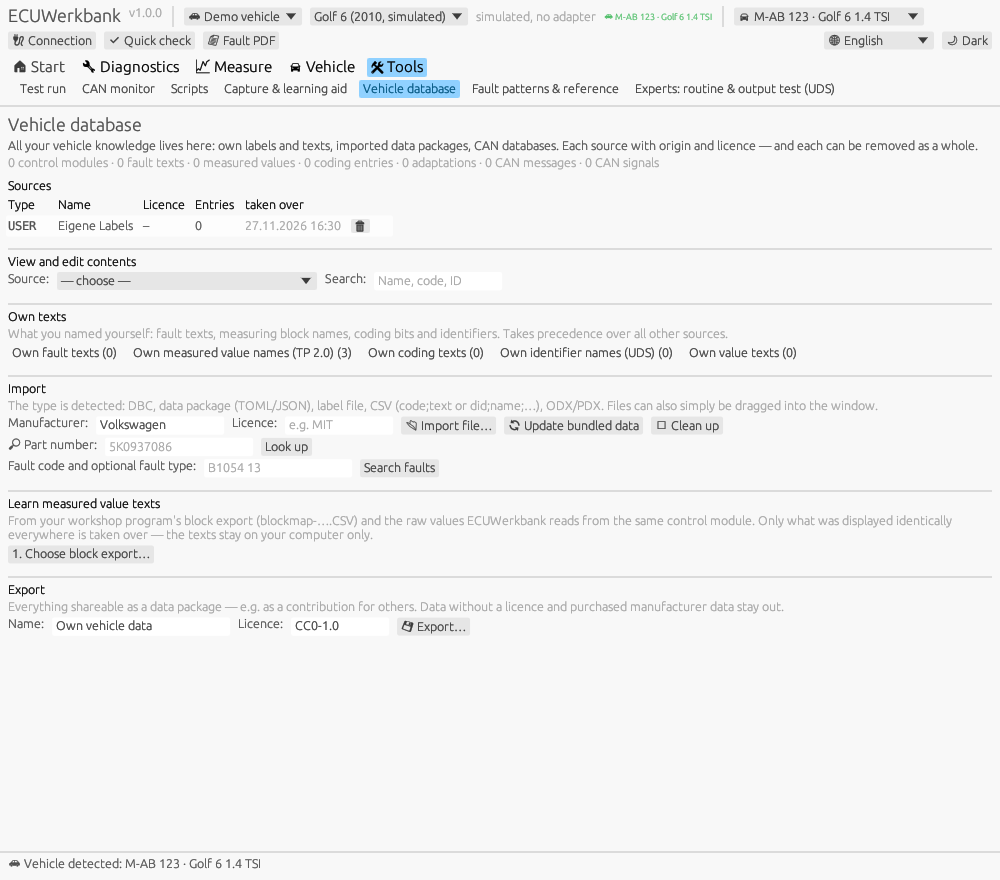 ECUWerkbank v1.0.0 Demo vehicle Golf 6 (2010, simulated) simulated, no adapter M-AB 123 · Golf 6 1.4 TSI M-AB 123 · Golf 6 1.4 TSI
Connection Quick check Fault PDF English Dark
Start Diagnostics Measure Vehicle Tools
Test run CAN monitor Scripts Capture & learning aid Vehicle database Fault patterns & reference Experts: routine & output test (UDS)
Vehicle database
All your vehicle knowledge lives here: own labels and texts, imported data packages, CAN databases. Each source with origin and licence — and each can be removed as a whole.
0 control modules · 0 fault texts · 0 measured values · 0 coding entries · 0 adaptations · 0 CAN messages · 0 CAN signals
Sources
Type Name Licence Entries taken over
USER Eigene Labels – 0 27.11.2026 16:30
View and edit contents
Source: — choose — Search: Name, code, ID
Own texts
What you named yourself: fault texts, measuring block names, coding bits and identifiers. Takes precedence over all other sources.
Own fault texts (0) Own measured value names (TP 2.0) (3) Own coding texts (0) Own identifier names (UDS) (0) Own value texts (0)
Import
The type is detected: DBC, data package (TOML/JSON), label file, CSV (code;text or did;name;…), ODX/PDX. Files can also simply be dragged into the window.
Manufacturer: Volkswagen Licence: e.g. MIT Import file… Update bundled data Clean up
Part number: 5K0937086 Look up
Fault code and optional fault type: B1054 13 Search faults
Learn measured value texts
From your workshop program's block export (blockmap-….CSV) and the raw values ECUWerkbank reads from the same control module. Only what was displayed identically
everywhere is taken over — the texts stay on your computer only.
1. Choose block export…
Export
Everything shareable as a data package — e.g. as a contribution for others. Data without a licence and purchased manufacturer data stay out.
Name: Own vehicle data Licence: CC0-1.0 Export…
Vehicle detected: M-AB 123 · Golf 6 1.4 TSI